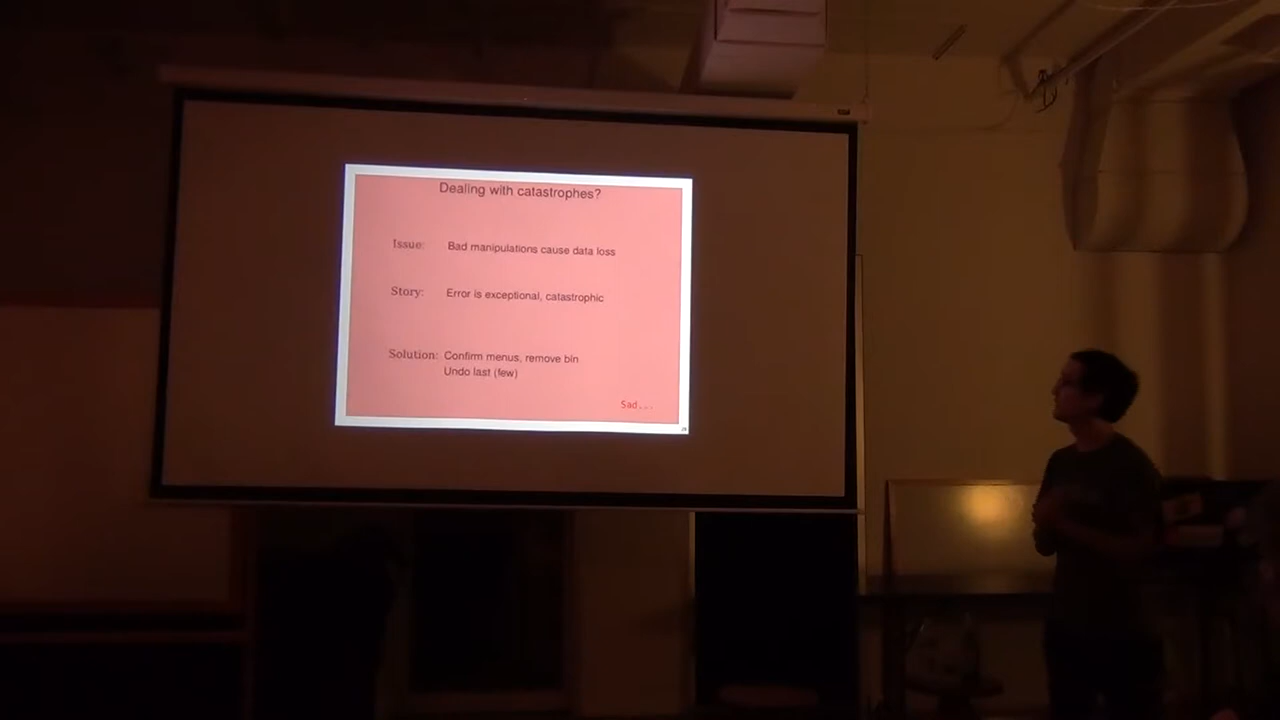 Dealing with catastrophes?
Issue: Bad manipulations cause data loss
Story: Error is exceptional, catastrophic
Solution: Confirm menus, remove bin
Undo last (few)
Sad...